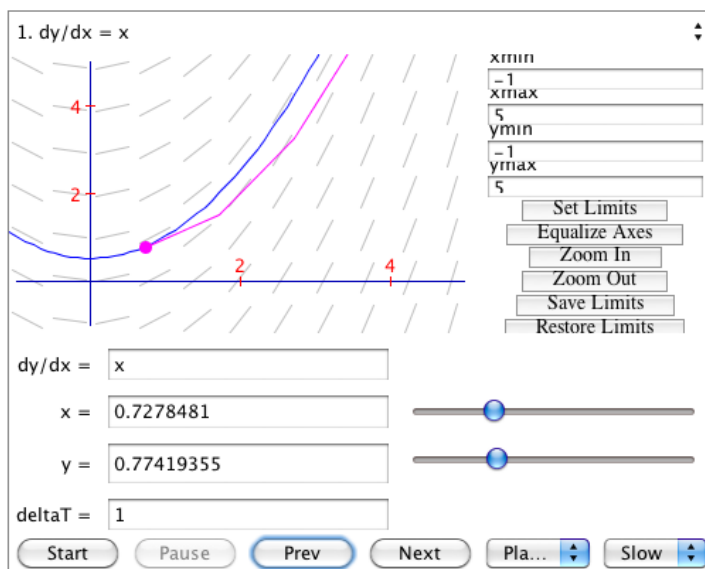 1. dy/dx = x
xmin
-1
xmax
5
ymin
-1
ymax
5
4
2
2
4
Set Limits
Equalize Axes
Zoom In
Zoom Out
Save Limits
Restore Limits
dy/dx = x
x = 0.7278481
y = 0.77419355
deltaT = 1
Start Pause Prev Next Pla... Slow